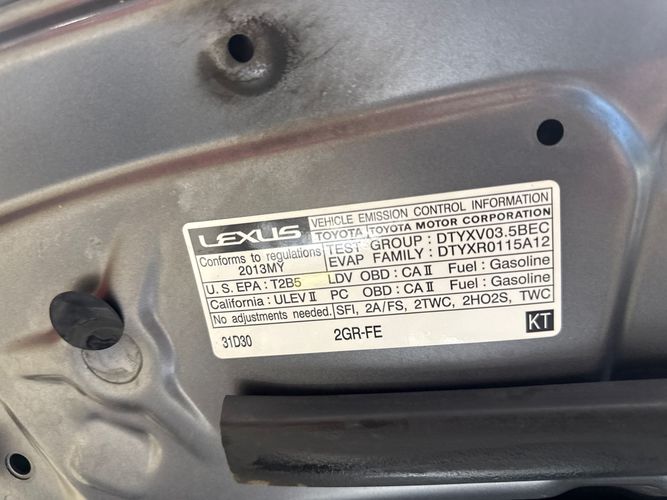 LEXUS VEHICLE EMISSION CONTROL INFORMATION
TOYOTA TOYOTA MOTOR CORPORATION
Conforms to regulations TEST GROUP : DTYXV03.5BEC
2013MY EVAP FAMILY: DTYXR0115A12
U.S. EPA : T2B5 LDV OBD : CA II Fuel : Gasoline
California : ULEV II PC OBD : CA II Fuel : Gasoline
No adjustments needed. SFI, 2A/FS, 2TWC, 2HO2S, TWC
31D30 2GR-FE KT